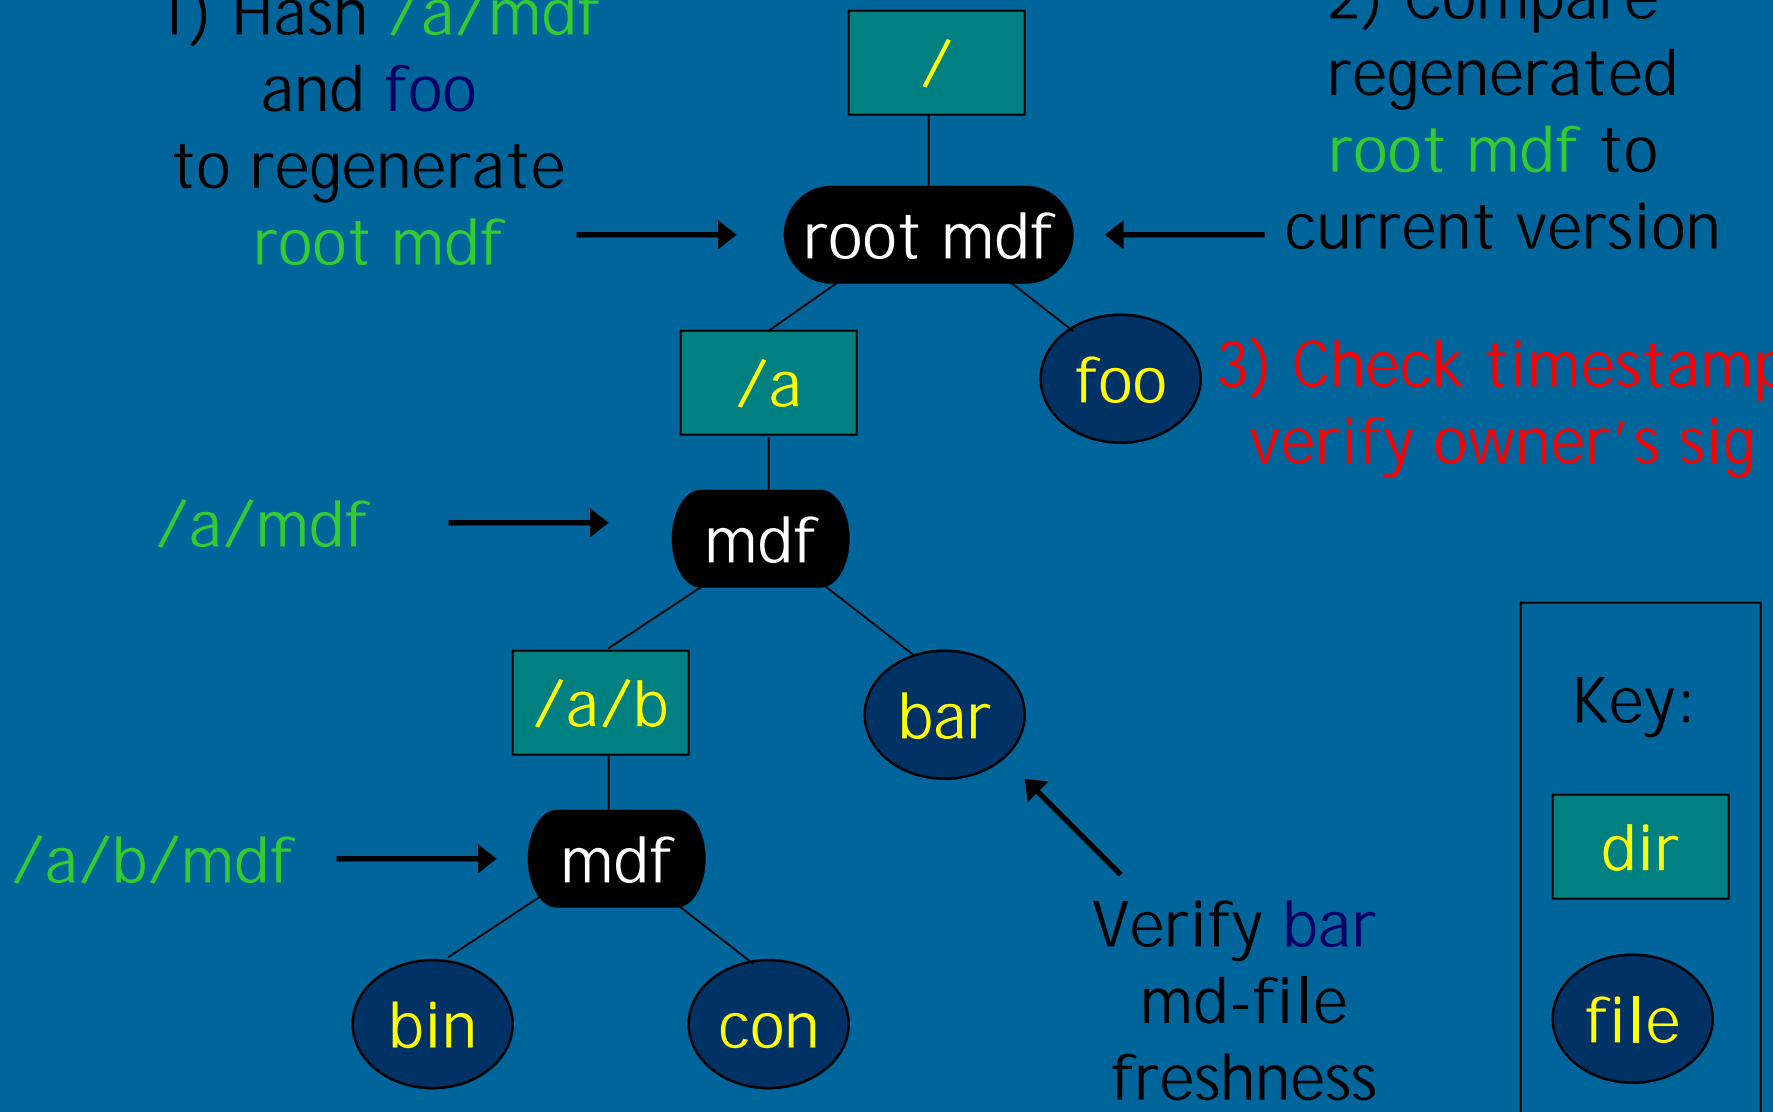 1) Hash /a/mdf
and foo
to regenerate
root mdf
/
root mdf
2) Compare
regenerated
root mdf to
current version
/a
foo
3) Check timestamp
verify owner's sig
/a/mdf
mdf
/a/b
bar
/a/b/mdf
mdf
bin
con
Verify bar
md-file
freshness
Key:
dir
file